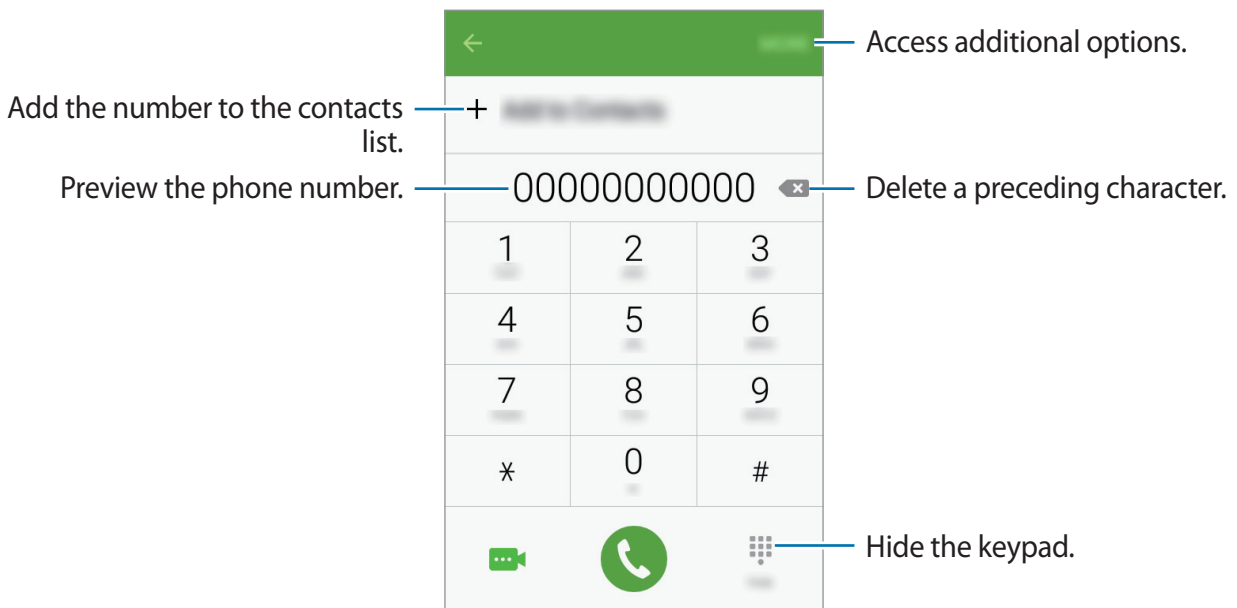 Access additional options.
Add the number to the contacts
list.
Preview the phone number.
00000000000
Delete a preceding character.
1 2 3
4 5 6
7 8 9
* 0 #
Hide the keypad.